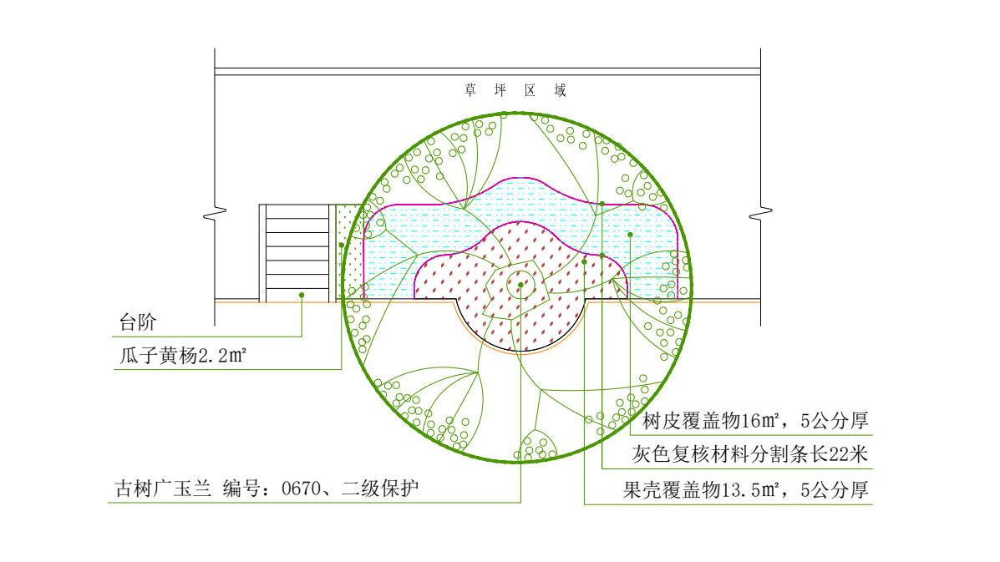 草 坪 区 域
台阶
瓜子黄杨2.2㎡
树皮覆盖物16㎡，5公分厚
灰色复核材料分割条长22米
古树广玉兰 编号：0670、二级保护
果壳覆盖物13.5㎡，5公分厚